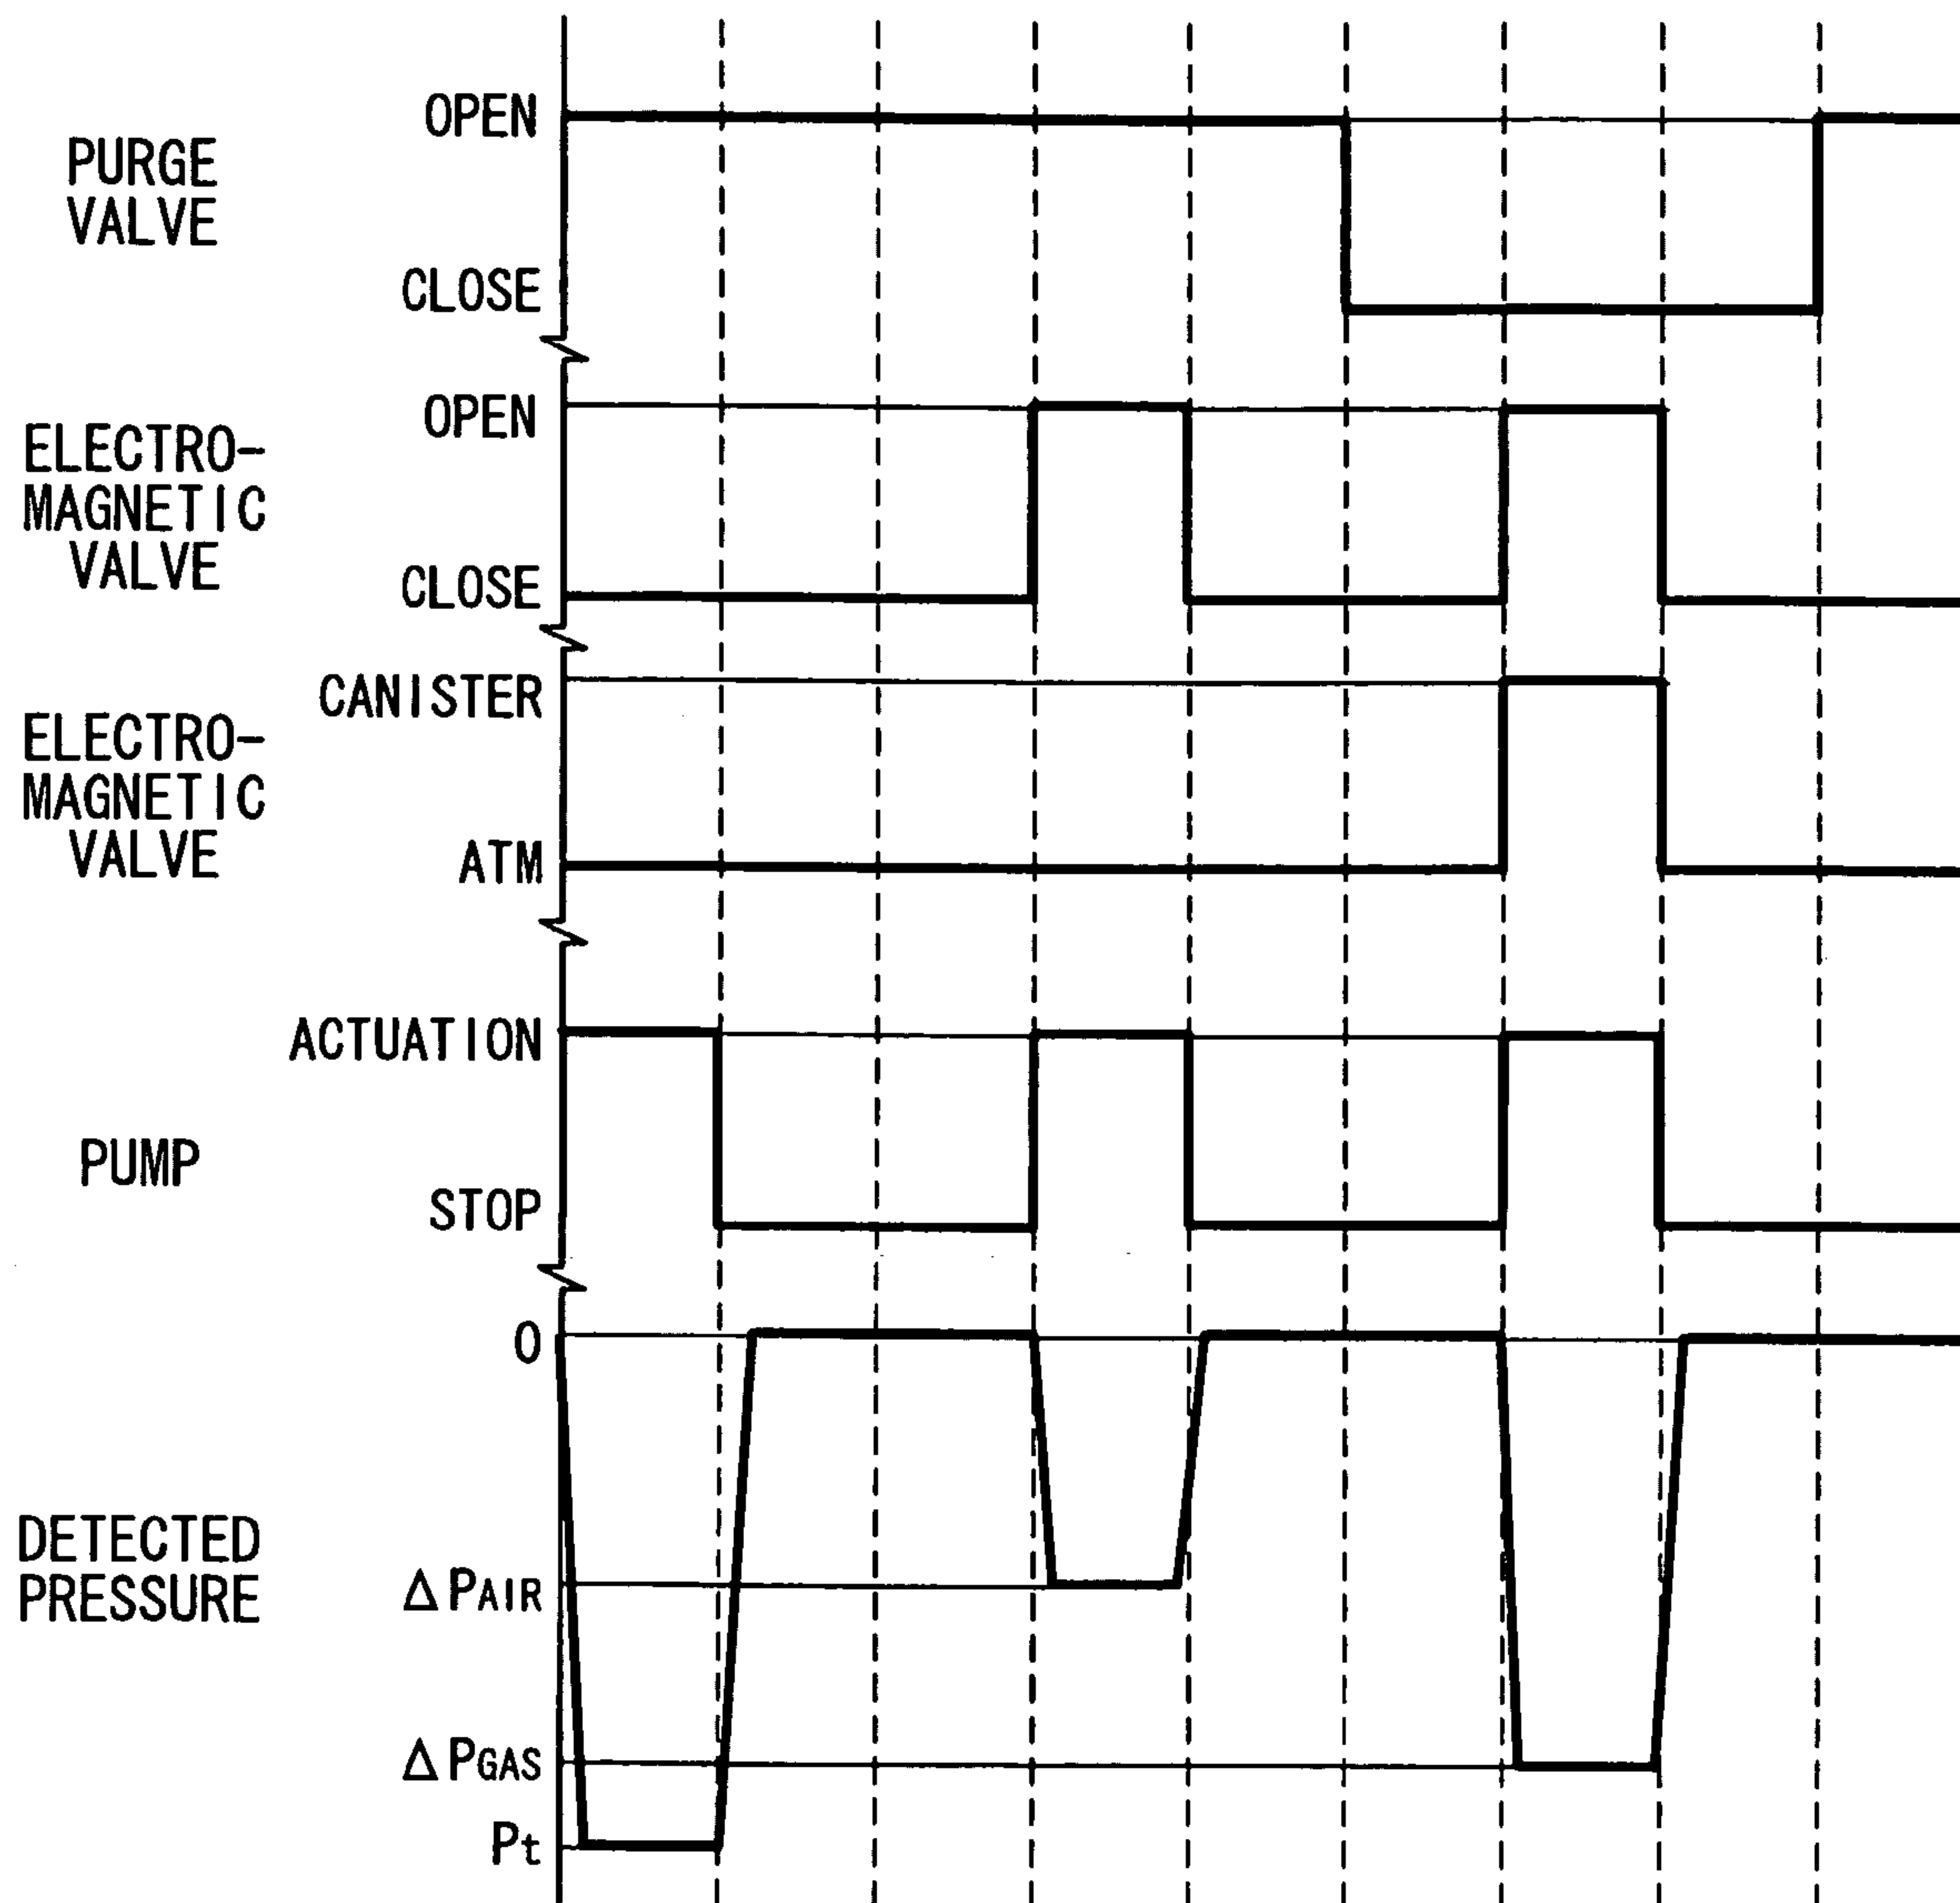 OPEN
PURGE
VALVE
CLOSE
OPEN
ELECTRO-
MAGNETIC
VALVE
CLOSE
CANISTER
ELECTRO-
MAGNETIC
VALVE
ATM
ACTUATION
PUMP
STOP
0
DETECTED
PRESSURE
ΔPAIR
ΔPGAS
Pt